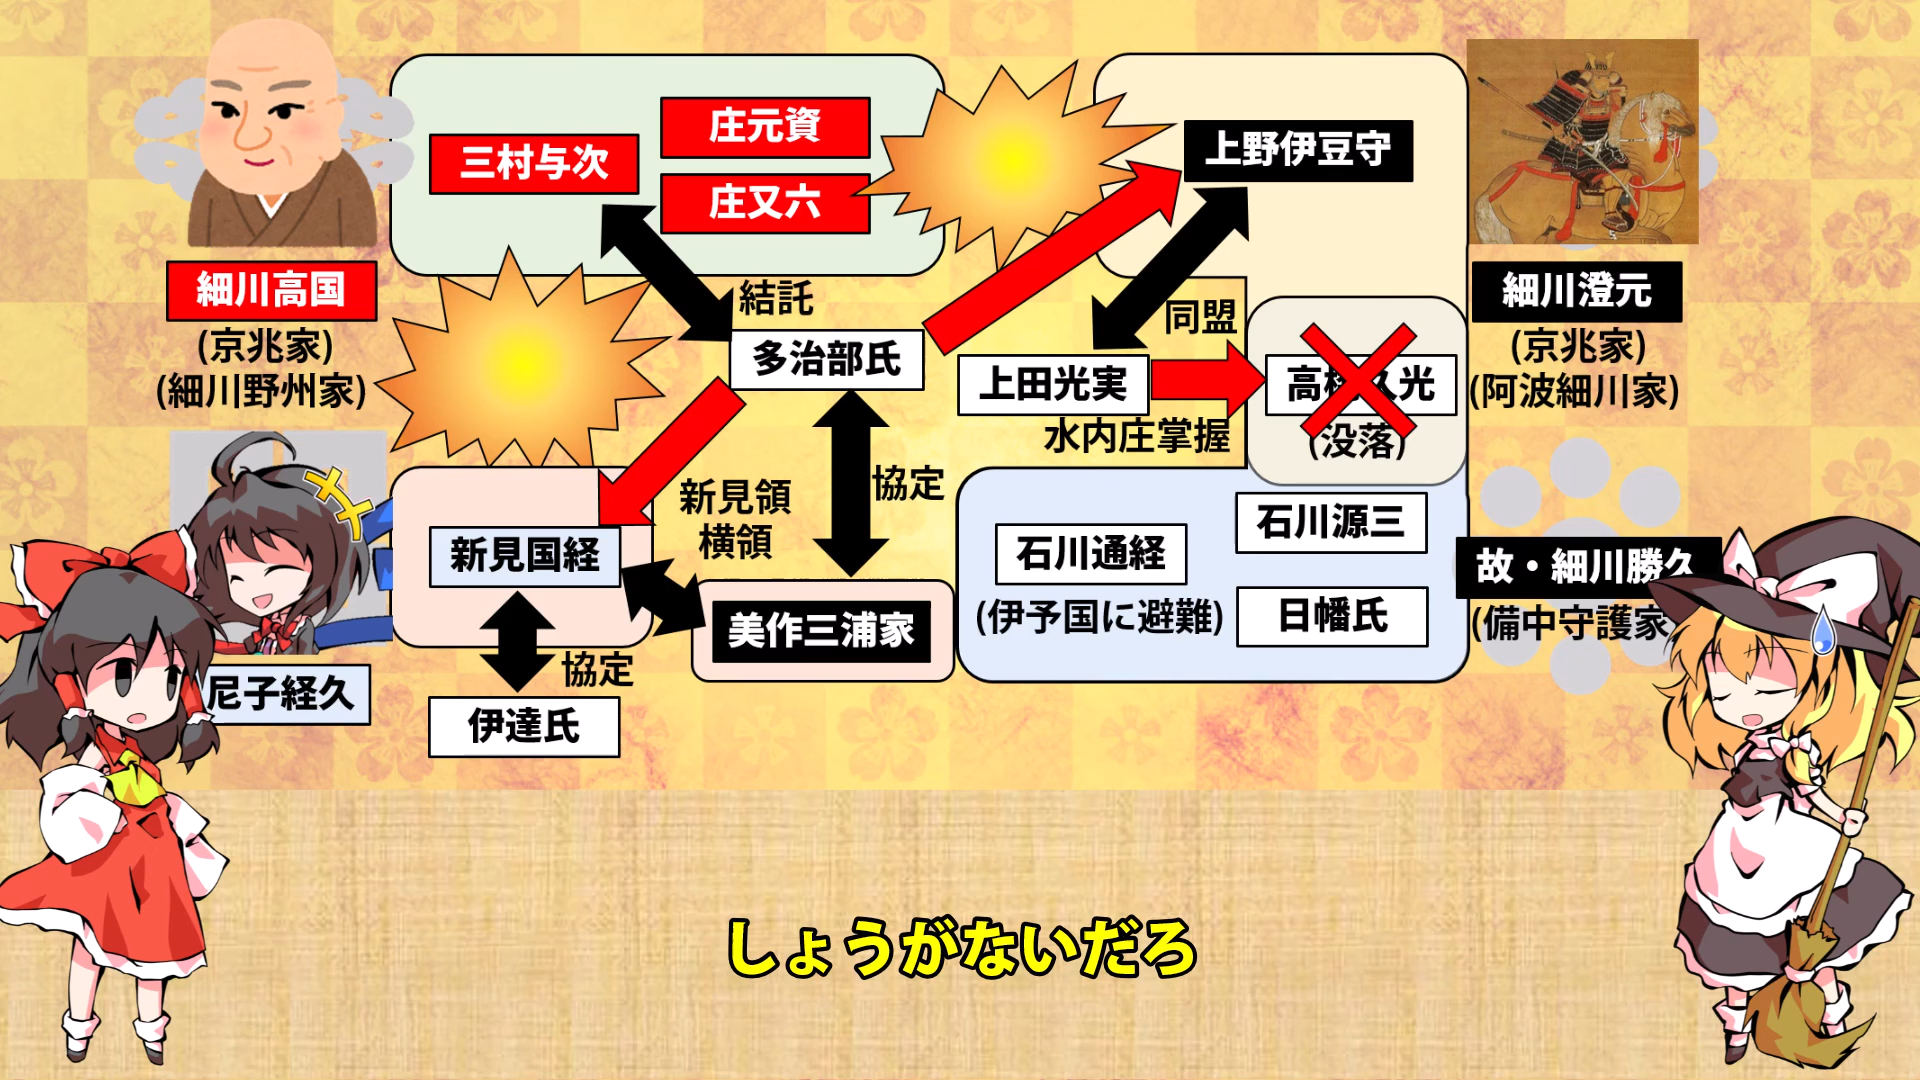 庄元資
三村与次
庄又六
上野伊豆守
細川高国
(京兆家)
(細川野州家)
細川澄元
(京兆家)
(阿波細川家)
結託
同盟
多治部氏
上田光実
久光
(没落)
水内庄掌握
新見領
横領
協定
石川源三
石川通経
(伊予国に避難)
日幡氏
新見国経
美作三浦家
故・細川勝久
(備中守護家
尼子経久
協定
伊達氏
しょうがないだろ